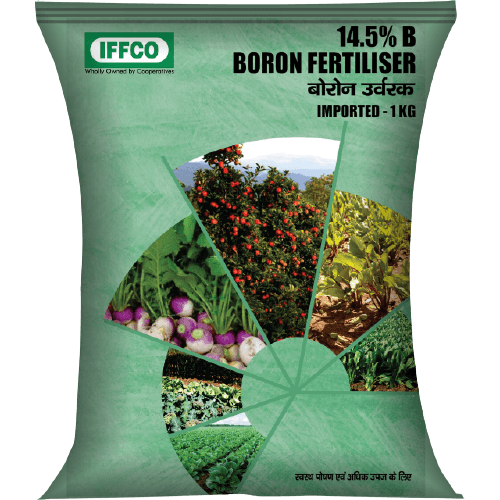 IFFCO
Wholly Owned by Cooperatives
14.5% B
BORON FERTILISER
बोरोन उर्वरक
IMPORTED - 1 KG
स्वस्थ पोषण एवं अधिक उपज के लिए